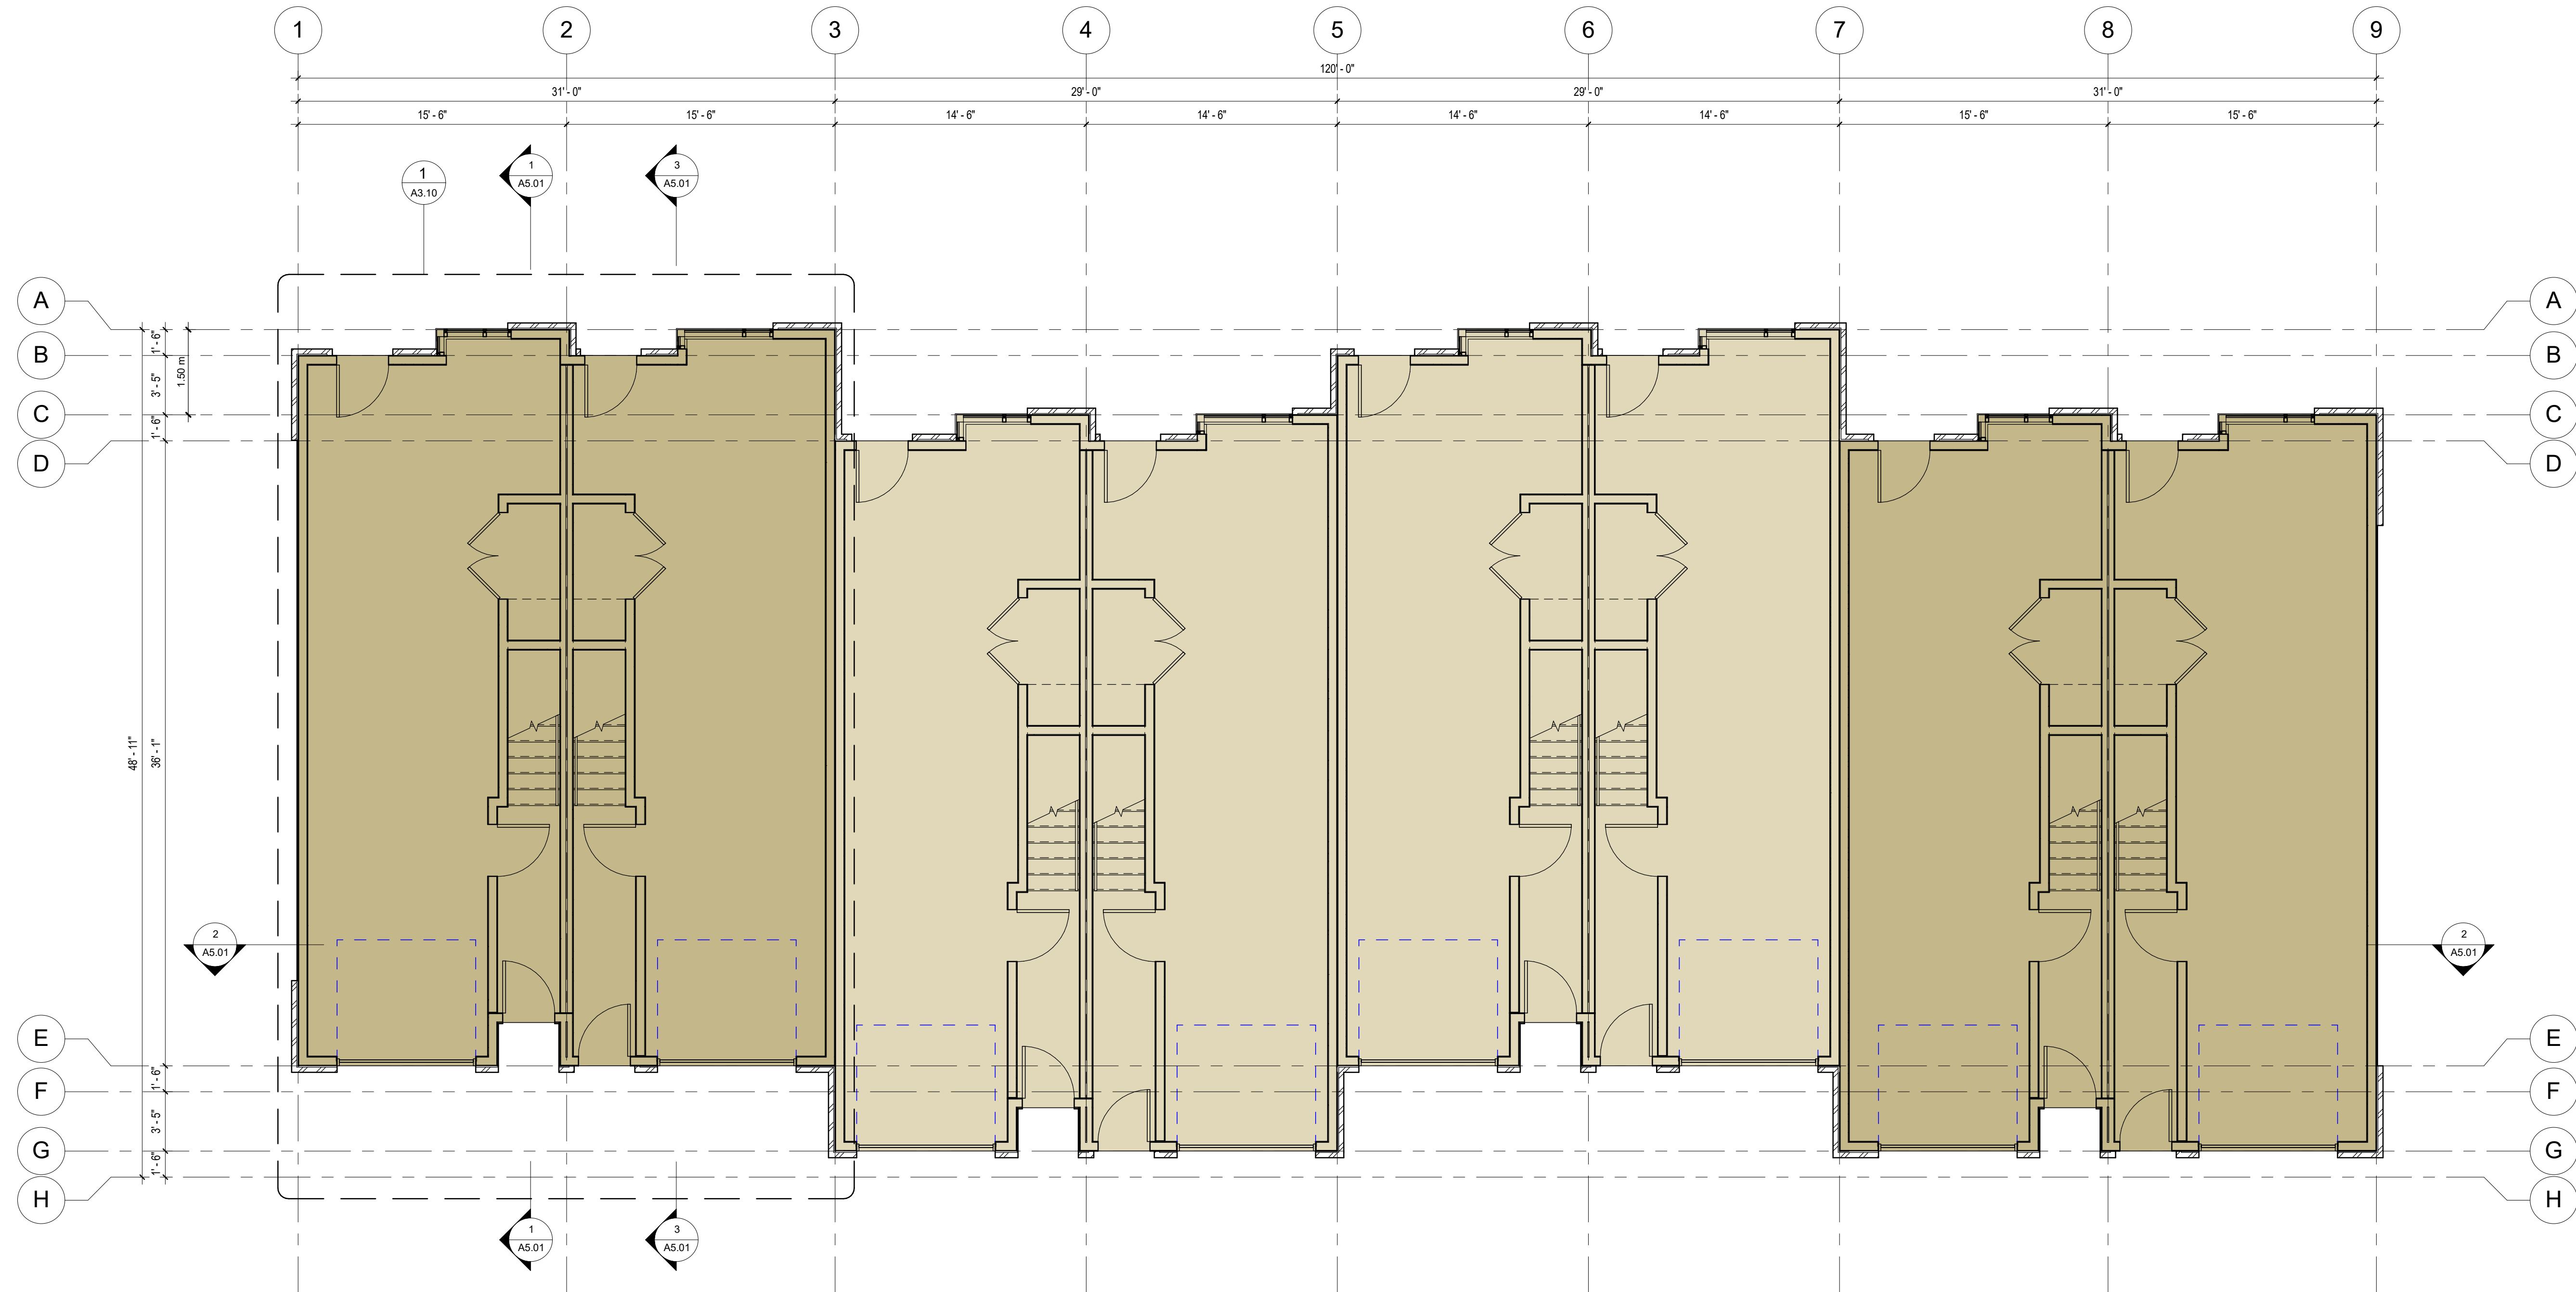 1 2 3 4 5 6 7 8 9
120' - 0"
31' - 0" 29' - 0" 29' - 0" 31' - 0"
15' - 6" 15' - 6" 14' - 6" 14' - 6" 14' - 6" 14' - 6" 15' - 6" 15' - 6"
1
A3.10
1
A5.01
3
A5.01
A A
B B
C C
D D
1' - 6"
3' - 5"
1' - 6"
1.50 m
48' - 11"
36' - 1"
2
A5.01
2
A5.01
E E
F F
G G
H H
1' - 6"
3' - 5"
1' - 6"
1
A5.01
3
A5.01